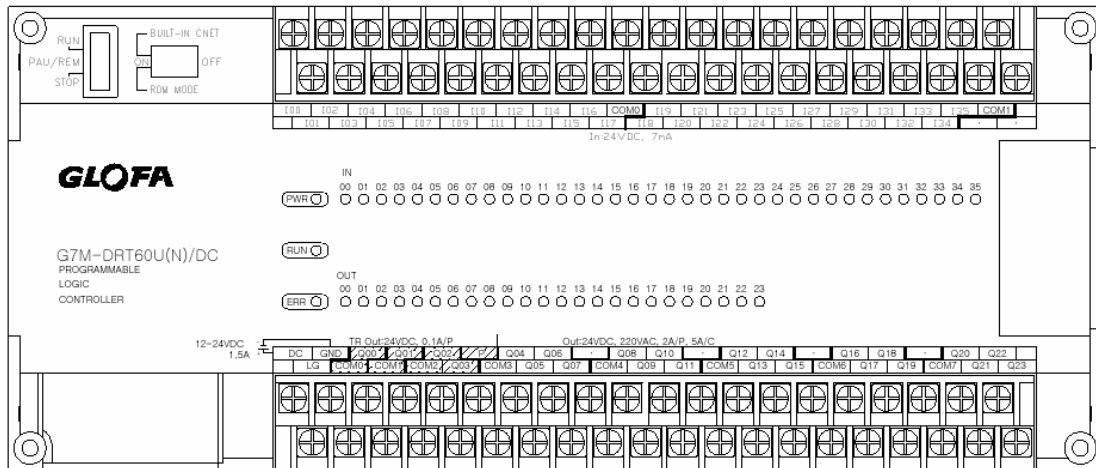 RUN
PAU/REM
STOP
BUILT-IN CNET
ON OFF
ROM MODE
I00 I02 I04 I06 I08 I10 I12 I14 I16 COM0 I19 I21 I23 I25 I27 I29 I31 I33 I35 COM1
I01 I03 I05 I07 I09 I11 I13 I15 I17 I18 I20 I22 I24 I26 I28 I30 I32 I34 · ·
In:24VDC, 7mA
GLOFA
IN
00 01 02 03 04 05 06 07 08 09 10 11 12 13 14 15 16 17 18 19 20 21 22 23 24 25 26 27 28 29 30 31 32 33 34 35
PWR
G7M-DRT60U(N)/DC
PROGRAMMABLE
LOGIC
CONTROLLER
RUN
OUT
00 01 02 03 04 05 06 07 08 09 10 11 12 13 14 15 16 17 18 19 20 21 22 23
ERR
12-24VDC
1,5A
TR Out:24VDC, 0.1A/P Out:24VDC, 220VAC, 2A/P, 5A/C
DC GND Q00 Q01 Q02 P Q04 Q06 · Q08 Q10 · Q12 Q14 · Q16 Q18 · Q20 Q22
LG COM0 COM1 COM2 Q03 COM3 Q05 Q07 COM4 Q09 Q11 COM5 Q13 Q15 COM6 Q17 Q19 COM7 Q21 Q23